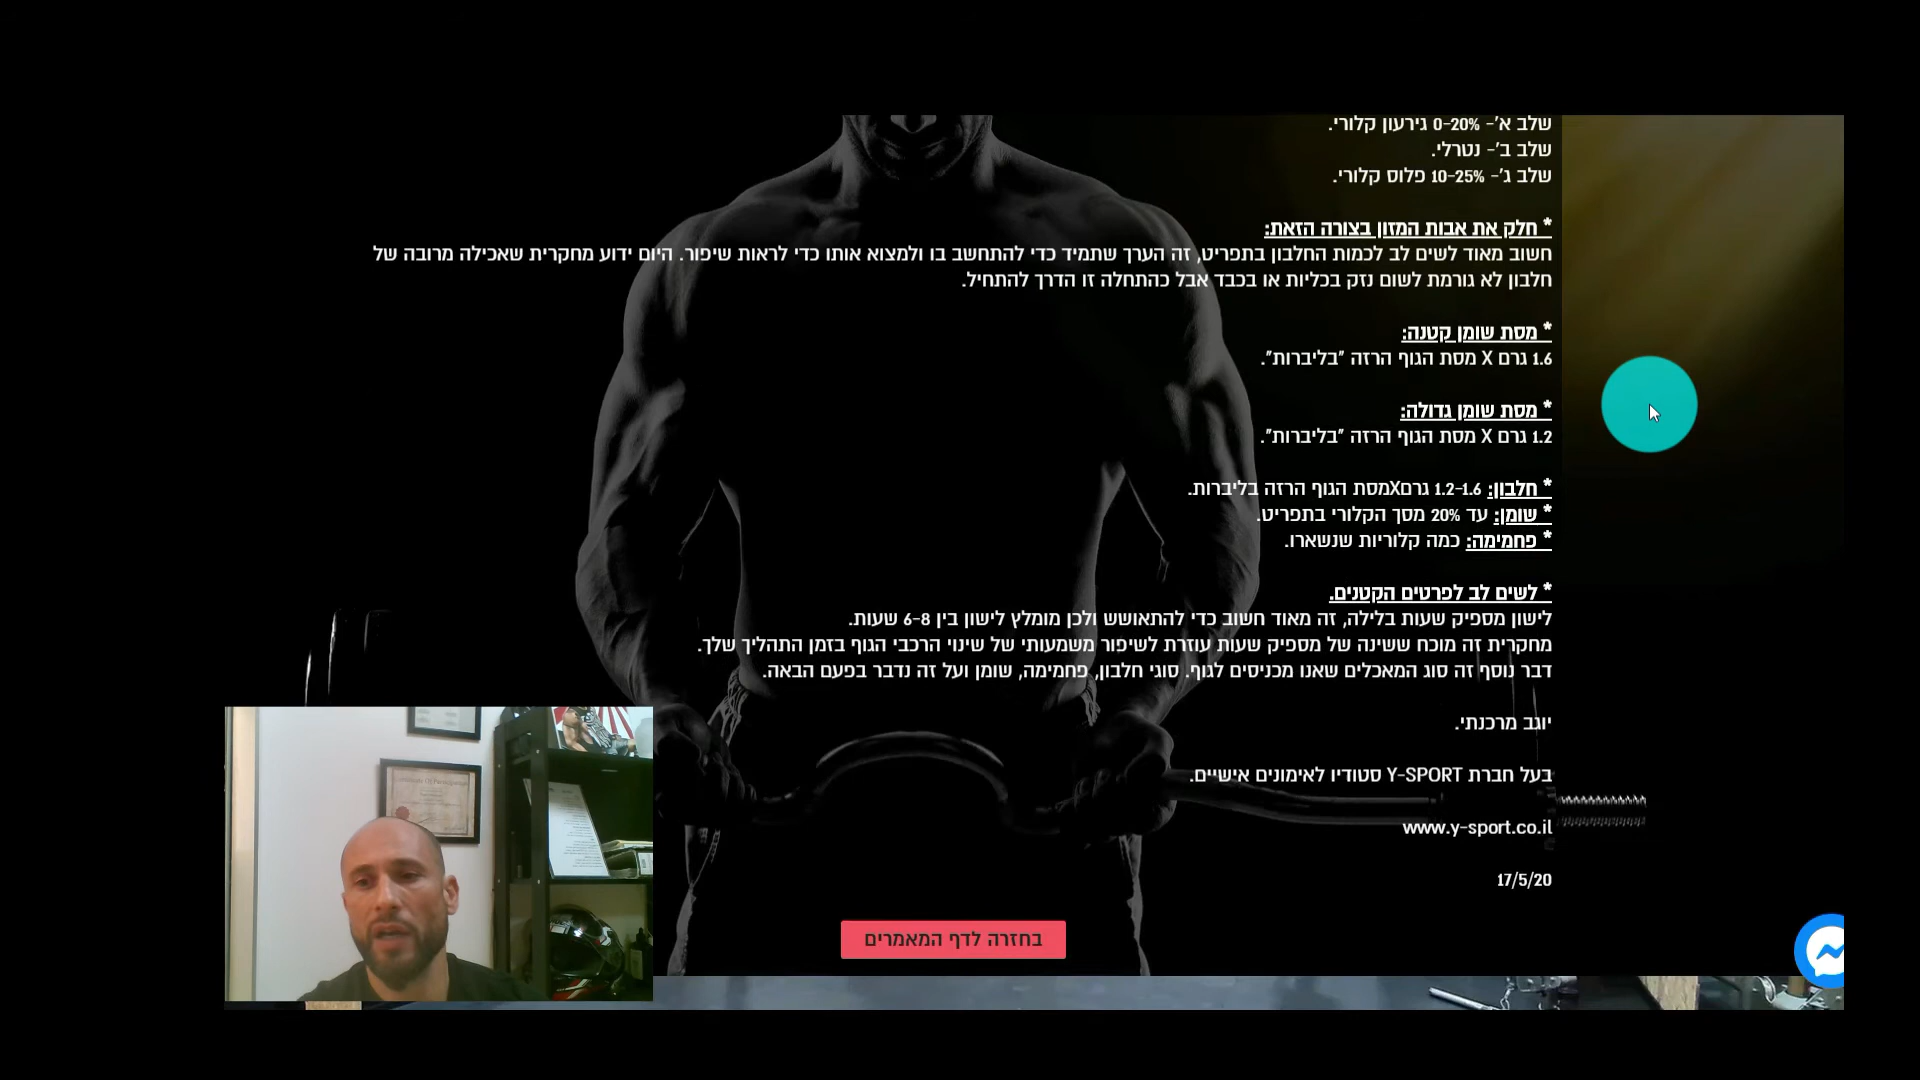 שלב א'- 0-20% גירעון קלורי.
שלב ב'- נטרלי.
שלב ג'- 10-25% פלוס קלורי.
* חלק את אבות המזון בצורה הזאת:
חשוב מאוד לשים לב לכמות החלבון בתפריט, זה הערך שתמיד כדי להתחשב בו ולמצוא אותו כדי לראות שיפור. היום ידוע מחקרית שאכילה מרובה של
חלבון לא גורמת לשום נזק בכליות או בכבד אבל כהתחלה זו הדרך להתחיל.
* מסת שומן קטנה:
1.6 גרם X מסת הגוף הרזה "בליברות".
* מסת שומן גדולה:
1.2 גרם X מסת הגוף הרזה "בליברות".
* חלבון: 1.2-1.6 גרםXמסת הגוף הרזה בליברות.
* שומן: עד 20% מסך הקלורי בתפריט.
* פחמימה: כמה קלוריות שנשארו.
* לשים לב לפרטים הקטנים.
לישון מספיק שעות בלילה, זה מאוד חשוב כדי להתאושש ולכן מומלץ לישון בין 6-8 שעות.
מחקרית זה מוכח ששינה של מספיק שעות עוזרת לשיפור משמעותי של שינוי הרכבי הגוף בזמן התהליך שלך.
דבר נוסף זה סוג המאכלים שאנו מכניסים לגוף. סוגי חלבון, פחמימה, שומן ועל זה נדבר בפעם הבאה.
יוגב מרכנתי.
בעל חברת Y-SPORT סטודיו לאימונים אישיים.
www.y-sport.co.il
17/5/20
בחזרה לדף המאמרים